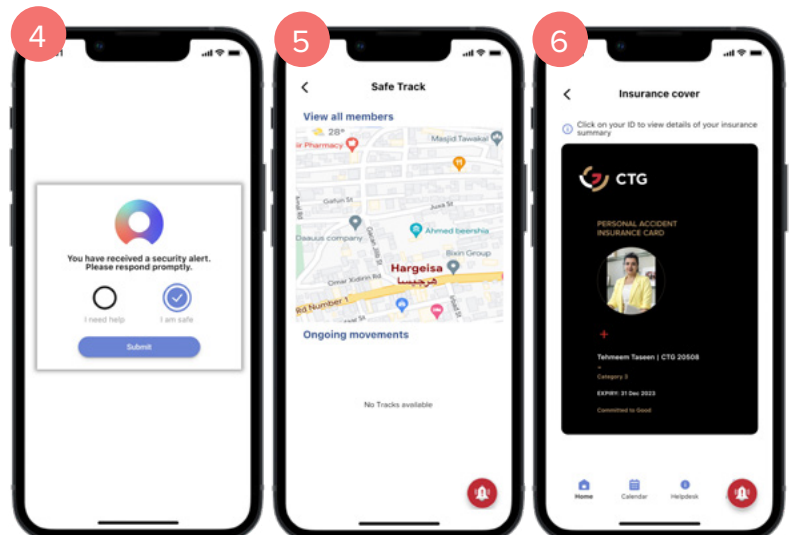 4
You have received a security alert.
Please respond promptly.
I need help
I am safe
Submit
5
Safe Track
View all members
28°
ir Pharmacy
Masjid Tawakal
Gafun St
Juxa St
Daauus company
Ahmed beershia
Bixin Group
Hargeisa
هرجيسا
Omar Xidirin Rd
Rd Number 1
Ongoing movements
No Tracks available
6
Insurance cover
Click on your ID to view details of your insurance
summary
CTG
PERSONAL ACCIDENT
INSURANCE CARD
Tehmeem Taseen | CTG 20508
–
Category 3
EXPIRY: 31 Dec 2023
Committed to Good
Home
Calendar
Helpdesk